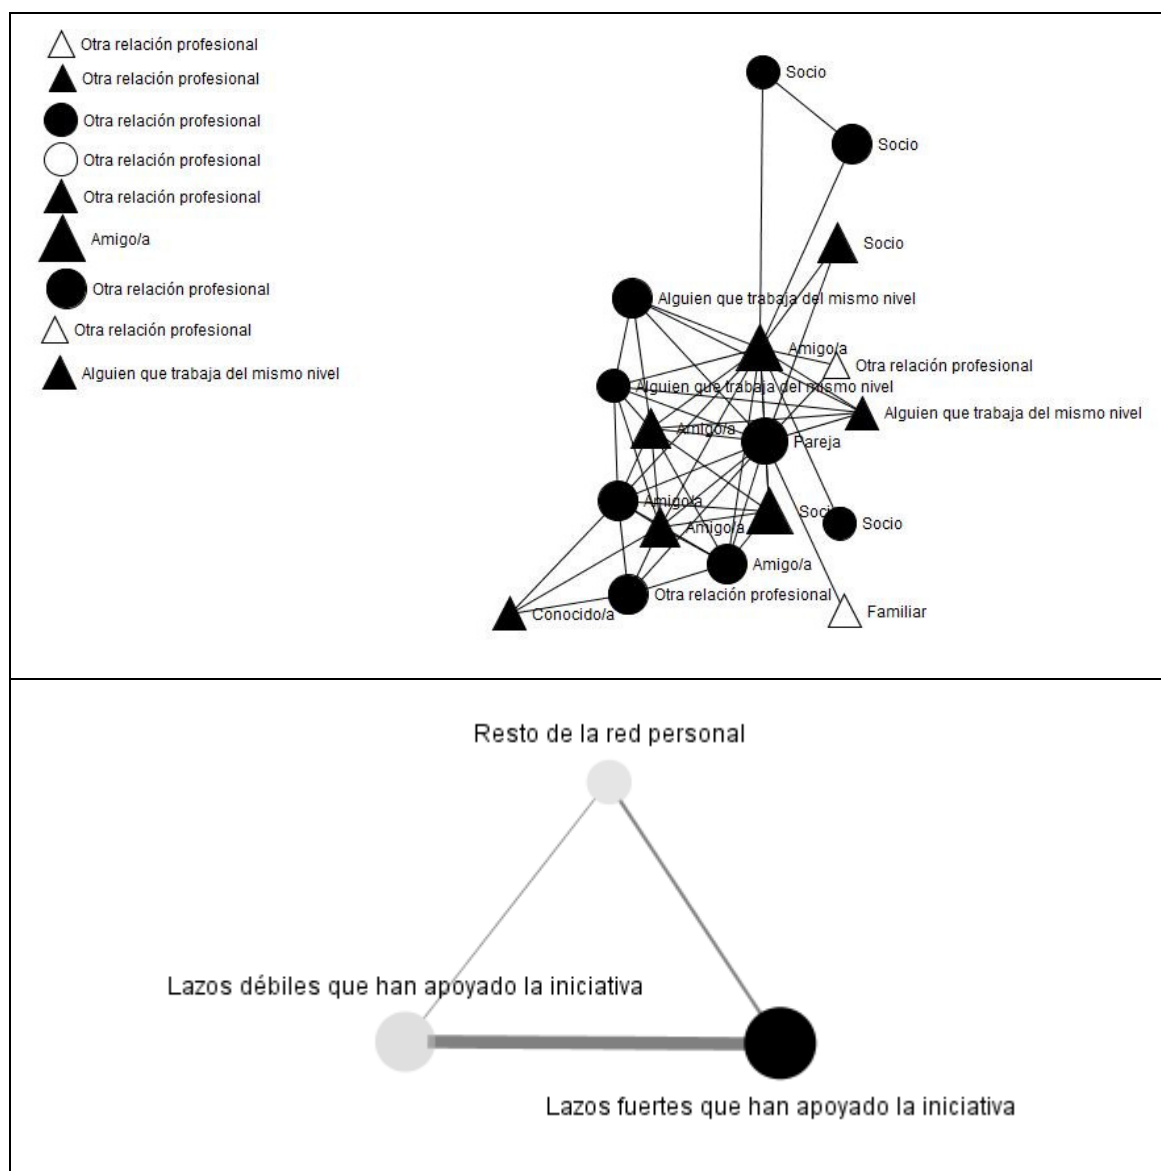 Otra relación profesional
Otra relación profesional
Otra relación profesional
Otra relación profesional
Otra relación profesional
Amigo/a
Otra relación profesional
Otra relación profesional
Alguien que trabaja del mismo nivel
Socio
Socio
Socio
Alguien que trabaja del mismo nivel
Amigo/a
Otra relación profesional
Alguien que trabaja del mismo nivel
Alguien que trabaja del mismo nivel
Amigo/a
Pareja
Amigo/a
Socio
Socio
Amigo/a
Amigo/a
Otra relación profesional
Familiar
Conocido/a
Resto de la red personal
Lazos débiles que han apoyado la iniciativa
Lazos fuertes que han apoyado la iniciativa